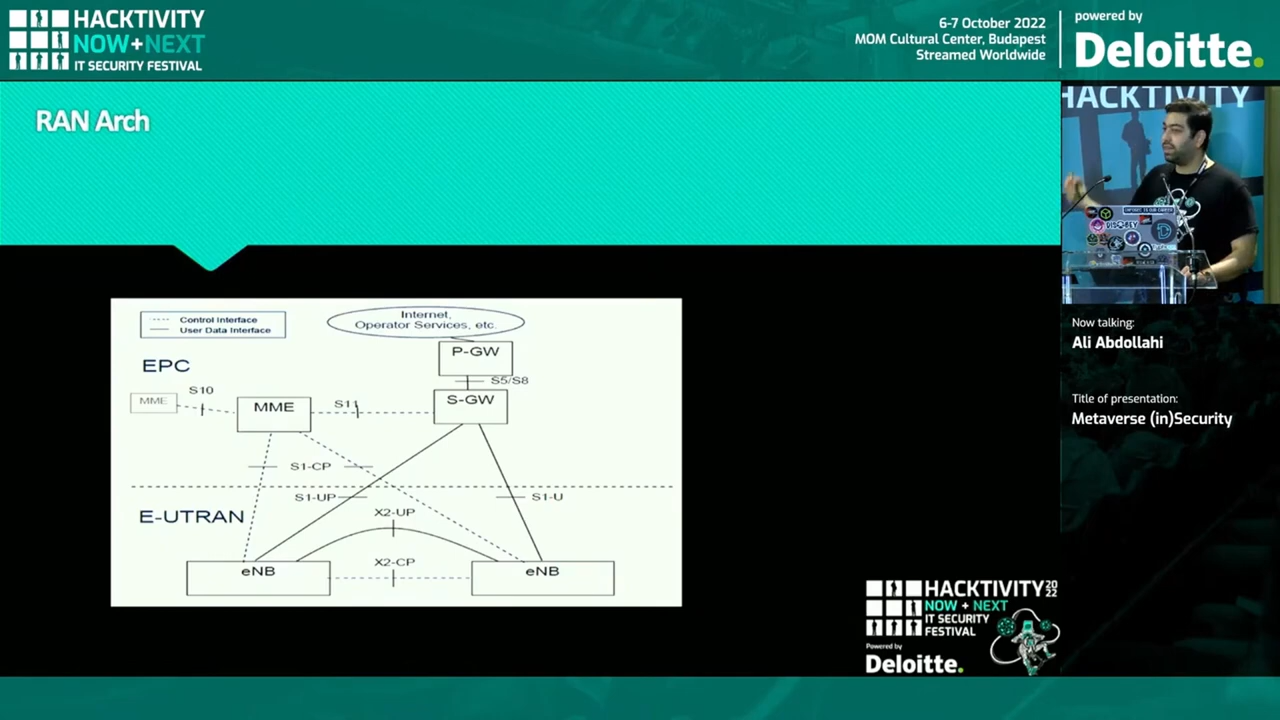 HACKTIVITY
NOW+NEXT
IT SECURITY FESTIVAL
6-7 October 2022
MOM Cultural Center, Budapest
Streamed Worldwide
powered by
Deloitte.
RAN Arch
HACKTIVITY
Control Interface
User Data Interface
Internet,
Operator Services, etc.
EPC
P-GW
S5/S8
S10
MME
MME
S11
S-GW
S1-CP
S1-UP
S1-U
E-UTRAN
X2-UP
eNB
X2-CP
eNB
Now talking:
Ali Abdollahi
Title of presentation:
Metaverse (in)Security
HACKTIVITY 2022
NOW + NEXT
IT SECURITY
FESTIVAL
Powered by
Deloitte.